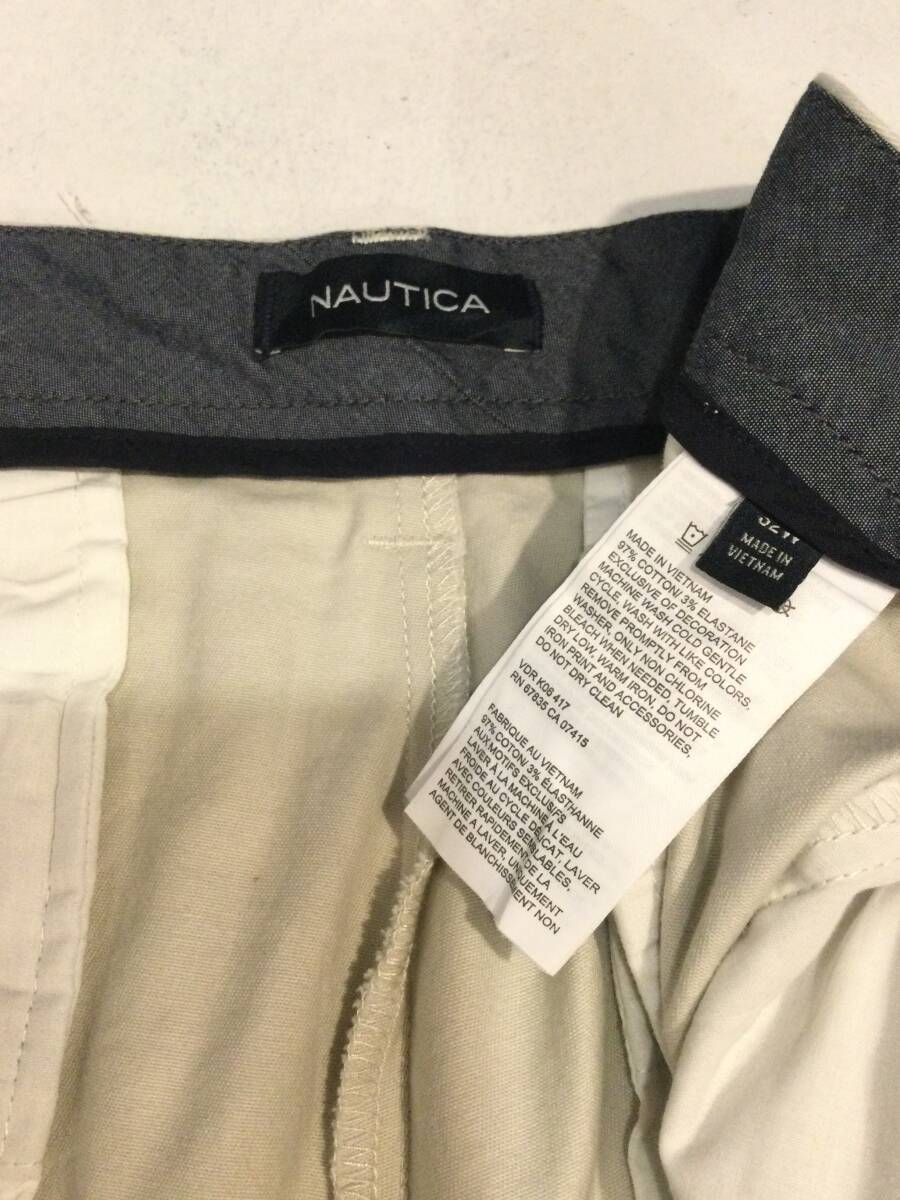 NAUTICA
MADE IN
VIETNAM
MADE IN VIETNAM
97% COTTON/ 3% ELASTANE
EXCLUSIVE OF DECORATION
MACHINE WASH COLD GENTLE
CYCLE, WASH WITH LIKE COLORS,
REMOVE PROMPTLY FROM
WASHER, ONLY NON CHLORINE
BLEACH WHEN NEEDED, TUMBLE
DRY LOW, WARM IRON, DO NOT
IRON PRINT AND ACCESSORIES,
DO NOT DRY CLEAN
VDR K06 417
RN 67835 CA 07415
FABRIQUE AU VIETNAM
97% COTON/ 3% ÉLASTHANNE
AUX MOTIFS EXCLUSIFS
LAVER À LA MACHINE À L'EAU
FROIDE AU CYCLE DÉLICAT, LAVER
AVEC COULEURS SEMBLABLES,
RETIRER RAPIDEMENT DE LA
MACHINE A LAVER, UNIQUEMENT
AGENT DE BLANCHISSEMENT NON